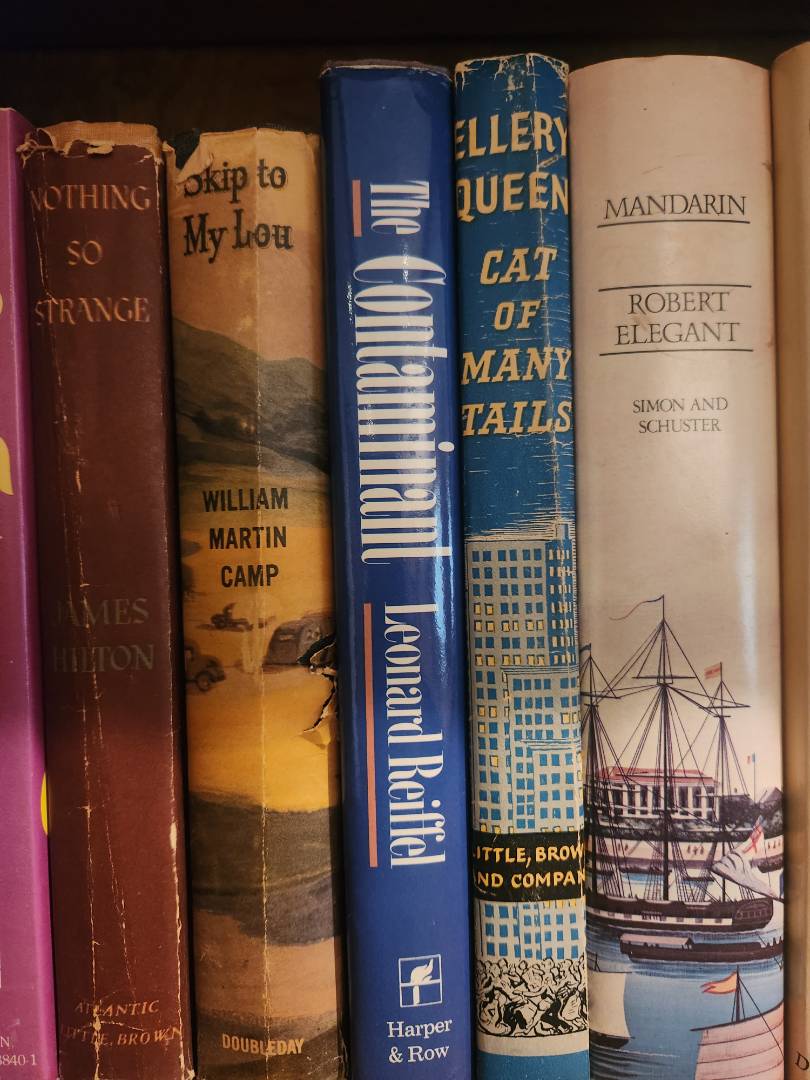 NOTHING
SO
STRANGE
JAMES
HILTON
ATLANTIC
LITTLE, BROWN
Skip to
My Lou
WILLIAM
MARTIN
CAMP
DOUBLEDAY
The Contaminant Leonard Reiffel
Harper
& Row
ELLERY
QUEEN
CAT
OF
MANY
TAILS
LITTLE, BROWN
AND COMPANY
MANDARIN
ROBERT
ELEGANT
SIMON AND
SCHUSTER